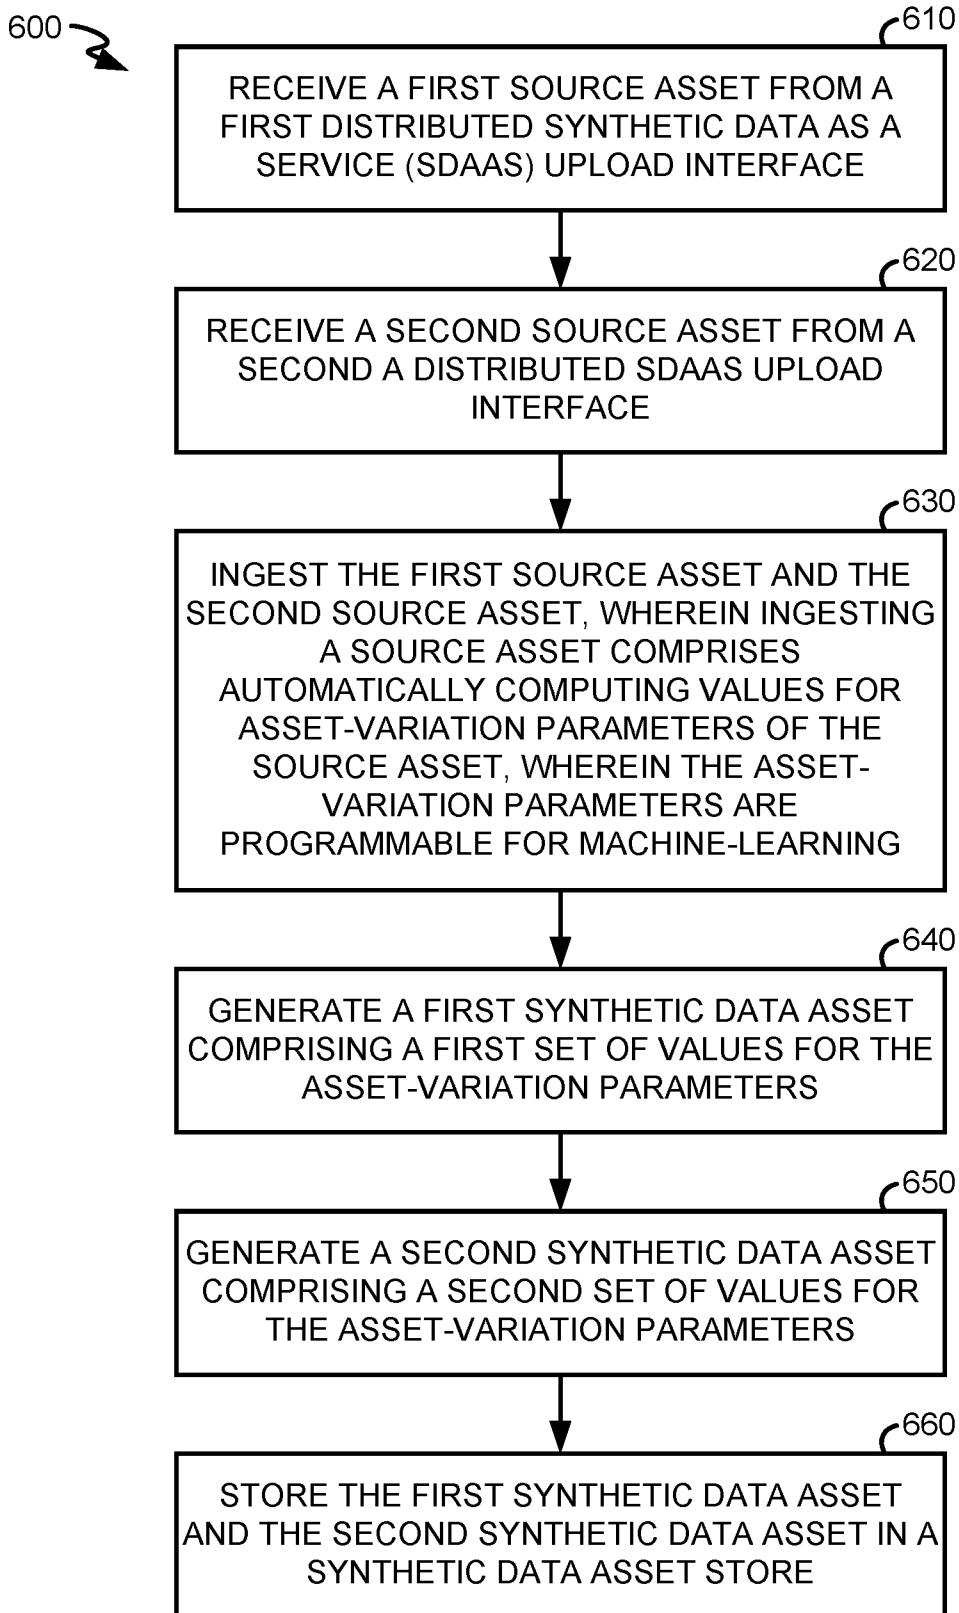 600
610
RECEIVE A FIRST SOURCE ASSET FROM A
FIRST DISTRIBUTED SYNTHETIC DATA AS A
SERVICE (SDAAS) UPLOAD INTERFACE
620
RECEIVE A SECOND SOURCE ASSET FROM A
SECOND A DISTRIBUTED SDAAS UPLOAD
INTERFACE
630
INGEST THE FIRST SOURCE ASSET AND THE
SECOND SOURCE ASSET, WHEREIN INGESTING
A SOURCE ASSET COMPRISES
AUTOMATICALLY COMPUTING VALUES FOR
ASSET-VARIATION PARAMETERS OF THE
SOURCE ASSET, WHEREIN THE ASSET-
VARIATION PARAMETERS ARE
PROGRAMMABLE FOR MACHINE-LEARNING
640
GENERATE A FIRST SYNTHETIC DATA ASSET
COMPRISING A FIRST SET OF VALUES FOR THE
ASSET-VARIATION PARAMETERS
650
GENERATE A SECOND SYNTHETIC DATA ASSET
COMPRISING A SECOND SET OF VALUES FOR
THE ASSET-VARIATION PARAMETERS
660
STORE THE FIRST SYNTHETIC DATA ASSET
AND THE SECOND SYNTHETIC DATA ASSET IN A
SYNTHETIC DATA ASSET STORE